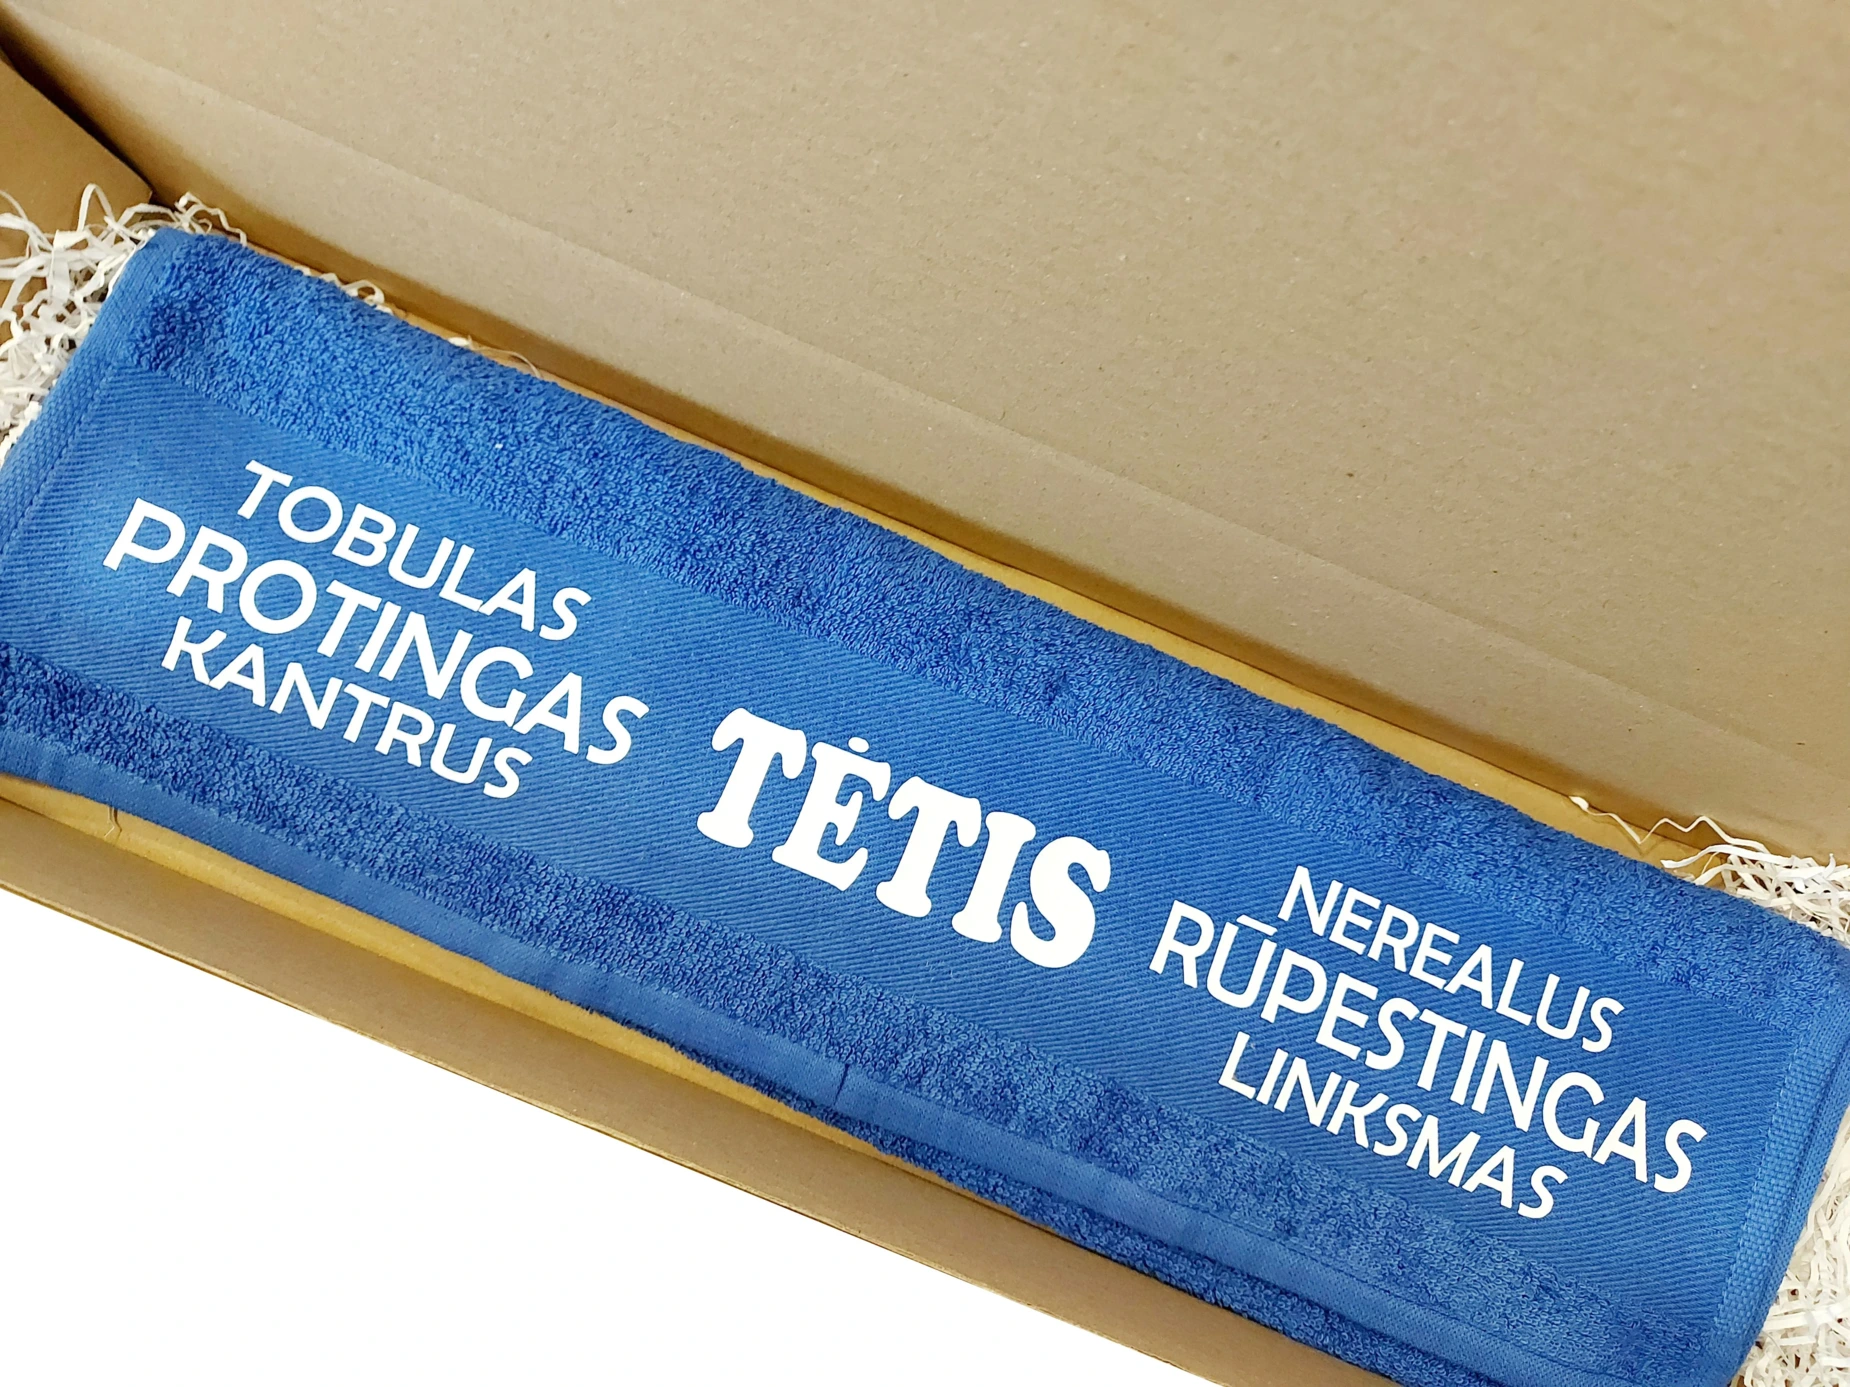 TOBULAS
PROTINGAS
KANTRUS
TĖTIS
NEREALUS
RŪPESTINGAS
LINKSMAS